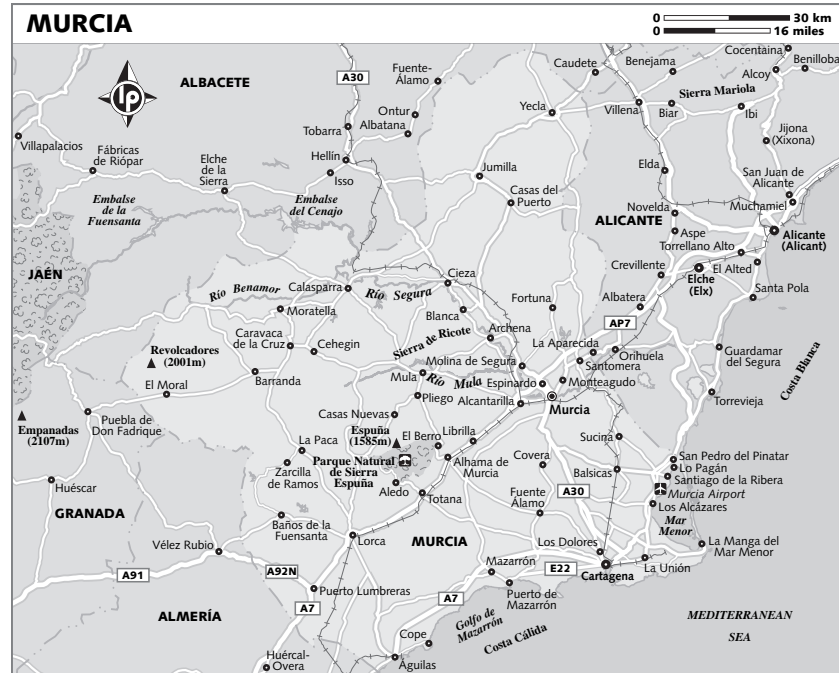 MURCIA
0 30 km
0 16 miles
lp
ALBACETE
A30
Fuente-
Álamo
Caudete
Benejama
Cocentaina
Benilloba
Alcoy
Sierra Mariola
Ontur
Albatana
Yecla
Villena
Biar
Ibi
Tobarra
Villapalacios
Fábricas
de Riópar
Elche
de la
Sierra
Hellín
Isso
Jumilla
Elda
Jijona
(Xixona)
San Juan de
Alicante
Muchamiel
Casas del
Puerto
Embalse
de la
Fuensanta
Embalse
del Cenajo
ALICANTE
Novelda
Aspe
Torrellano Alto
Alicante
(Alicant)
JAÉN
Crevillente
Elche
(Elx)
El Alted
Santa Pola
Río Benamor
Calasparra
Río Segura
Cieza
Moratella
Blanca
Fortuna
Albatera
AP7
Caravaca
de la Cruz
Cehegin
Sierra de Ricote
Archena
La Aparecida
Orihuela
Santomera
Guardamar
del Segura
Costa Blanca
Revolcadores
(2001m)
Molina de Segura
Mula
Río Mula
Espinardo
Monteagudo
El Moral
Barranda
Pliego
Alcantarilla
Murcia
Torrevieja
Empanadas
(2107m)
Puebla de
Don Fadrique
Casas Nuevas
Espuña
(1585m)
El Berro
Librilla
Sucina
La Paca
Parque Natural
de Sierra
Espuña
Alhama de
Murcia
Covera
Balsicas
San Pedro del Pinatar
Lo Pagán
Santiago de la Ribera
Murcia Airport
Los Alcázares
Mar
Menor
Zarcilla
de Ramos
Aledo
Totana
Fuente
Álamo
A30
Huéscar
GRANADA
Baños de la
Fuensanta
Lorca
MURCIA
Los Dolores
La Manga del
Mar Menor
Vélez Rubio
A91
A92N
Mazarrón
E22
Cartagena
La Unión
Puerto Lumbreras
A7
A7
Puerto de
Mazarrón
ALMERÍA
Golfo de
Mazarrón
Costa Cálida
MEDITERRANEAN
SEA
Cope
Huércal-
Overa
Águilas